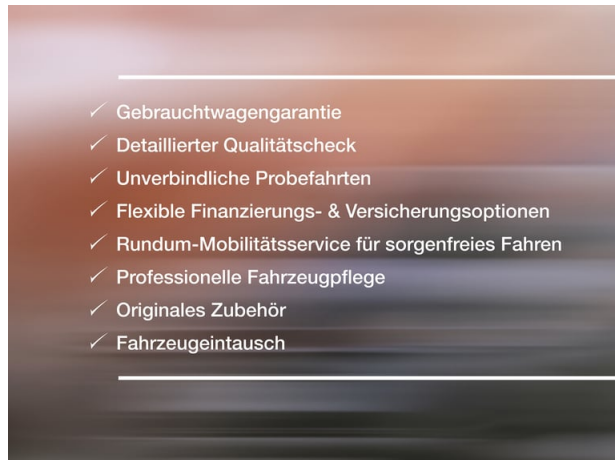 Gebrauchtwagengarantie
Detaillierter Qualitätscheck
Unverbindliche Probefahrten
Flexible Finanzierungs- & Versicherungsoptionen
Rundum-Mobilitätsservice für sorgenfreies Fahren
Professionelle Fahrzeugpflege
Originales Zubehör
Fahrzeugeintausch